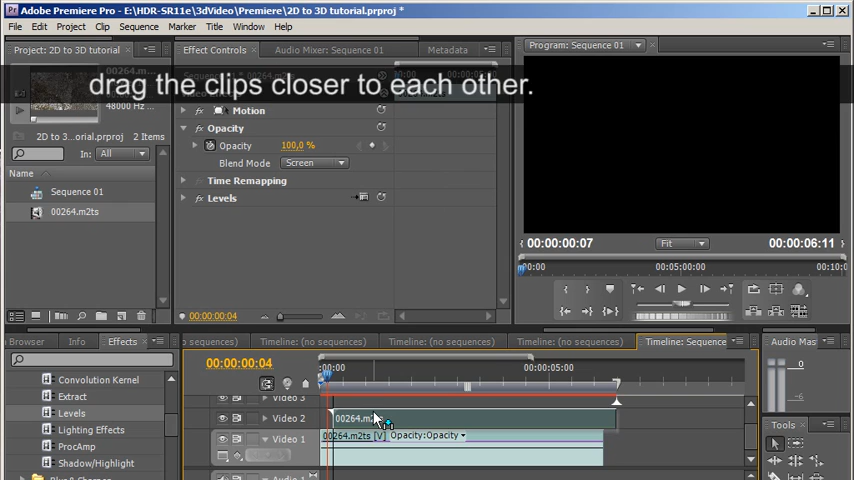 Adobe Premiere Pro - E:\HDR-SR11e\3dVideo\Premiere\2D to 3D tutorial.prproj *
File Edit Project Clip Sequence Marker Title Window Help
Project: 2D to 3D tutorial
Effect Controls
Audio Mixer: Sequence 01
Metadata
Program: Sequence 01
00264.m2ts
drag the clips closer to each other.
48000 Hz
Motion
2D to 3...orial.prproj 2 Items
Opacity
In: All
Opacity 100,0 %
Blend Mode Screen
Name
Time Remapping
Sequence 01
Levels
00264.m2ts
00:00:00:07
Fit
00:00:06:11
00:00
00:05:00:00
00:10:0
00:00:00:04
Browser
Info
Effects
o sequences)
Timeline: (no sequences)
Timeline: (no sequences)
Timeline: (no sequences)
Timeline: Sequence
Audio Mas
00:00:00:04
:00:00
00:00:05:00
Convolution Kernel
Extract
Levels
Lighting Effects
ProcAmp
Shadow/Highlight
Video 3
Video 2
00264.m2ts
Video 1
00264.m2ts [V] Opacity:Opacity
Audio 1
0
Tools